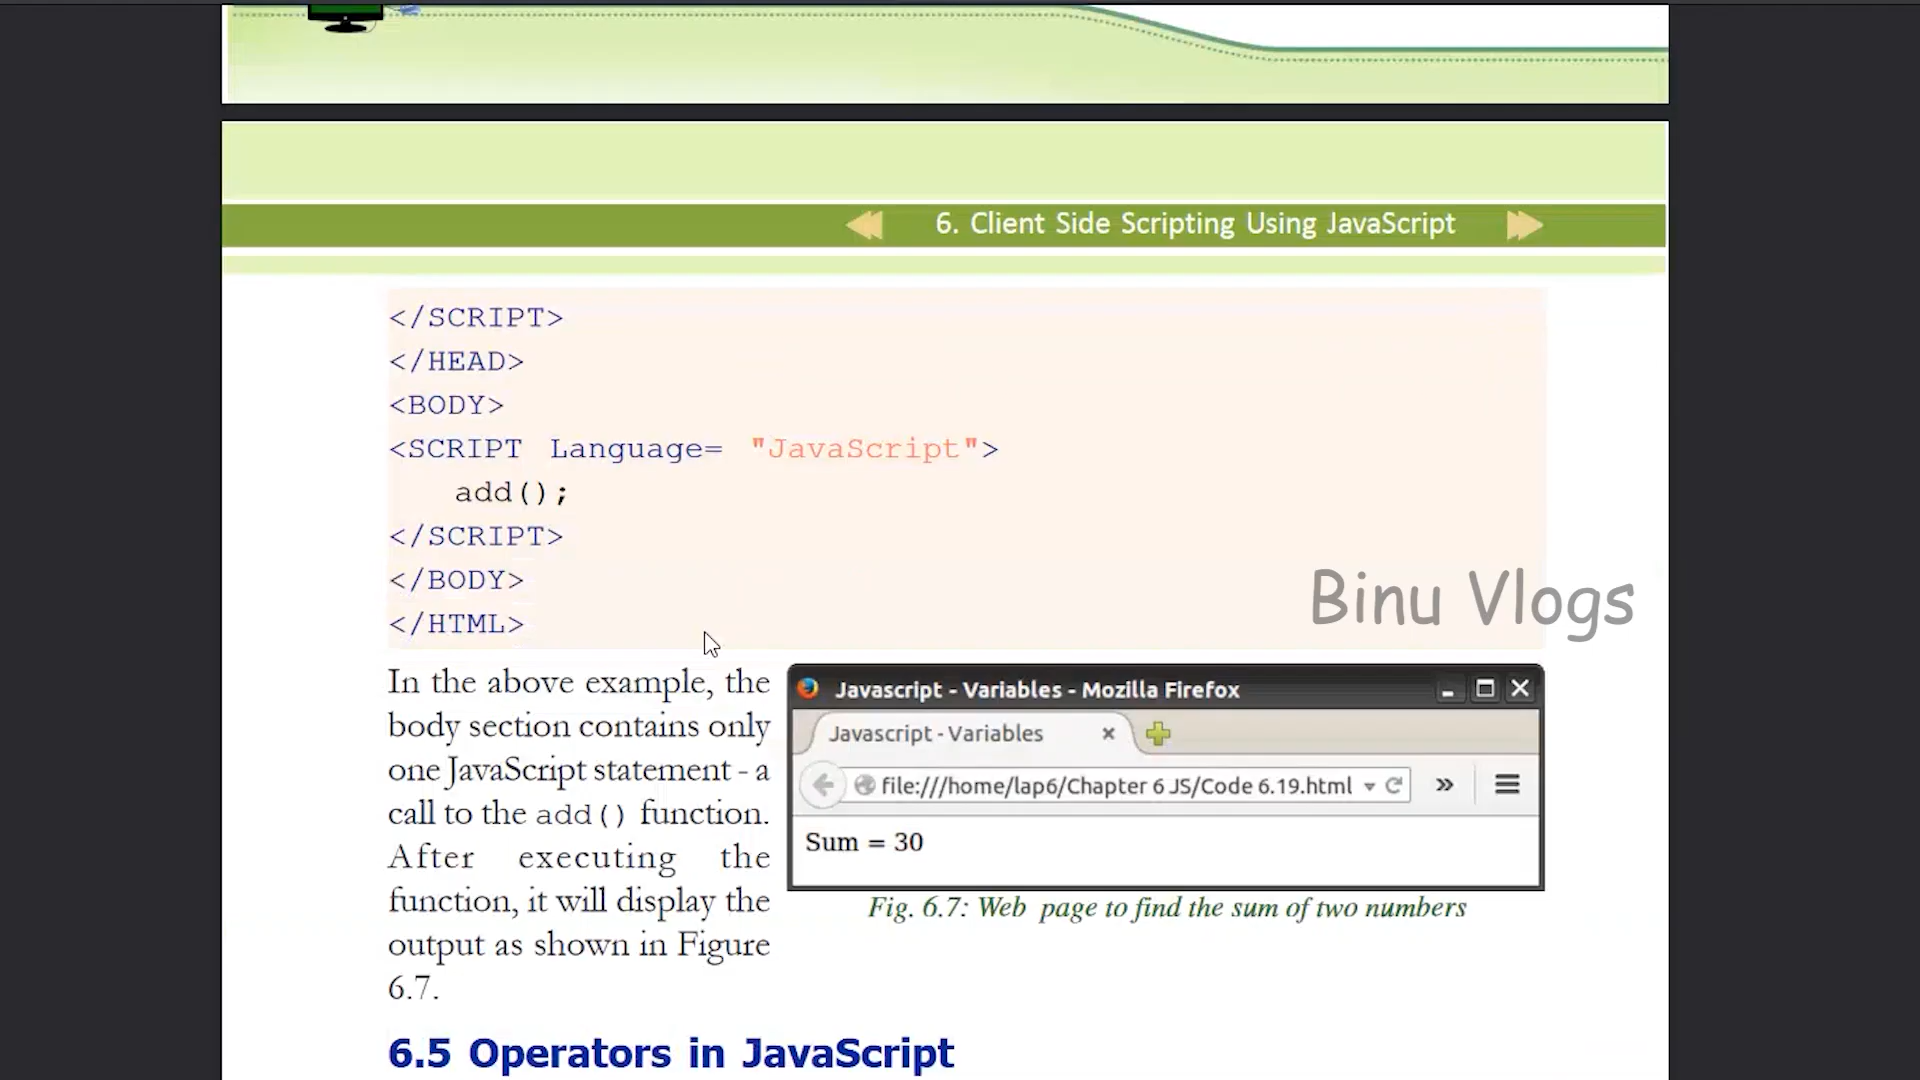 6. Client Side Scripting Using JavaScript
</SCRIPT>
</HEAD>
<BODY>
<SCRIPT Language= "JavaScript">
add();
</SCRIPT>
</BODY>
</HTML>
Binu Vlogs
In the above example, the
body section contains only
one JavaScript statement - a
call to the add() function.
After executing the
function, it will display the
output as shown in Figure
6.7.
Javascript - Variables - Mozilla Firefox
Javascript - Variables
file:///home/lap6/Chapter 6 JS/Code 6.19.html
Sum = 30
Fig. 6.7: Web page to find the sum of two numbers
6.5 Operators in JavaScript